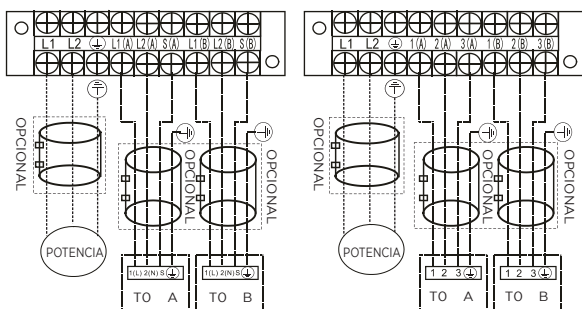 L1 L2 L1(A) L2(A) S(A) L1(B) L2(B) S(B)
OPCIONAL
OPCIONAL
OPCIONAL
POTENCIA
1(L) 2(N) S
TO A
1(L) 2(N) S
TO B
L1 L2 1(A) 2(A) 3(A) 1(B) 2(B) 3(B)
OPCIONAL
OPCIONAL
OPCIONAL
POTENCIA
1 2 3
TO A
1 2 3
TO B